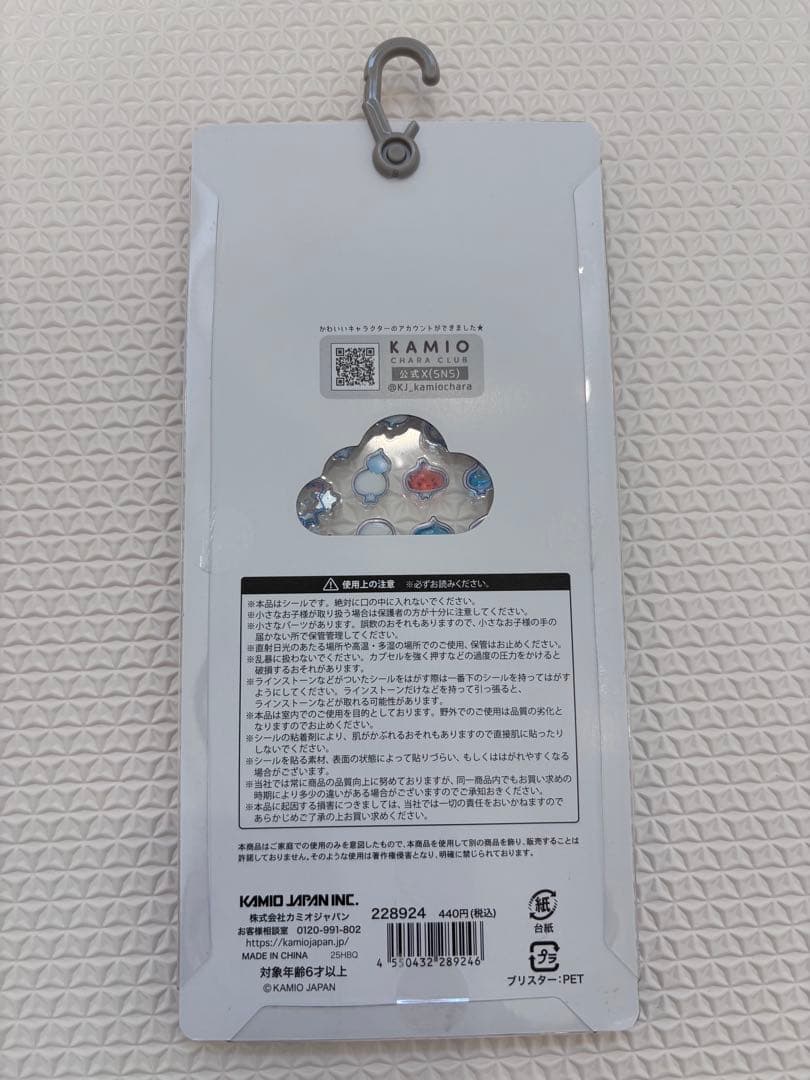 かわいいキャラクターのアカウントができました★
KAMIO
CHARA CLUB
公式X(SNS)
@KJ_kamiochara
使用上の注意 ※必ずお読みください。
※本品はシールです。絶対に口の中に入れないでください。
※小さなお子様が取り扱う場合は保護者の方が十分に注意してください。
※小さなパーツがあります。誤飲のおそれもありますので、小さなお子様の手の
届かない所で保管管理してください。
※直射日光のあたる場所や高温・多湿の場所でのご使用、保管はお止めください。
※乱暴に扱わないでください。カプセルを強く押すなどの過度の圧力をかけると
破損するおそれがあります。
※ラインストーンなどがついたシールをはがす際は一番下のシールを持ってはがす
ようにしてください。ラインストーンだけなどを持って引っ張ると、
ラインストーンなどが取れる可能性があります。
※本品は室内でのご使用を目的としております。野外でのご使用は品質の劣化と
なりますのでお止めください。
※シールの粘着剤により、肌がかぶれるおそれもありますので直接肌に貼ったり
しないでください。
※シールを貼る素材、表面の状態によって貼りづらい、もしくははがれやすくなる
場合がございます。
※当社では常に商品の品質向上に努めておりますが、同一商品内でもお買い求めの
時期により多少の違いがある場合がございますのでご承知おきください。
※本品に起因する損害につきましては、当社では一切の責任をおいかねますので
あらかじめご了承の上お買い求めください。
本商品はご家庭での使用のみを意図したもので、本商品を使用して別の商品を飾り、販売することは
許諾しておりません。そのような使用は著作権侵害となり、明確に禁じられております。
KAMIO JAPAN INC.
株式会社カミオジャパン
お客様相談室 0120-991-802
https://kamiojapan.jp/
MADE IN CHINA 25HBQ
対象年齢6才以上
©KAMIO JAPAN
228924 440円(税込)
4 550432 289246
紙
台紙
プラ
ブリスター:PET